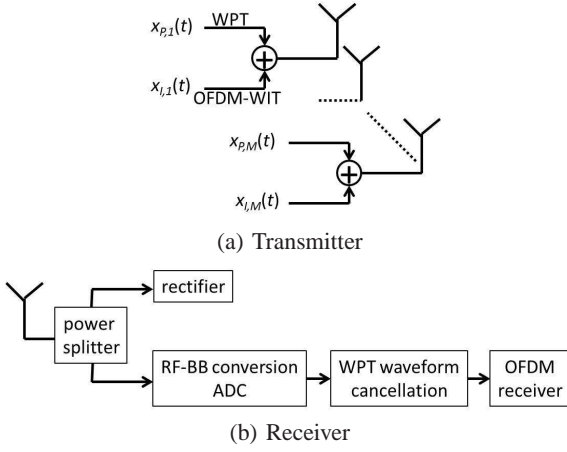 x_{P,1}(t) WPT
x_{I,1}(t) OFDM-WIT
x_{P,M}(t)
x_{I,M}(t)
(a) Transmitter
rectifier
power
splitter
RF-BB conversion
ADC
WPT waveform
cancellation
OFDM
receiver
(b) Receiver